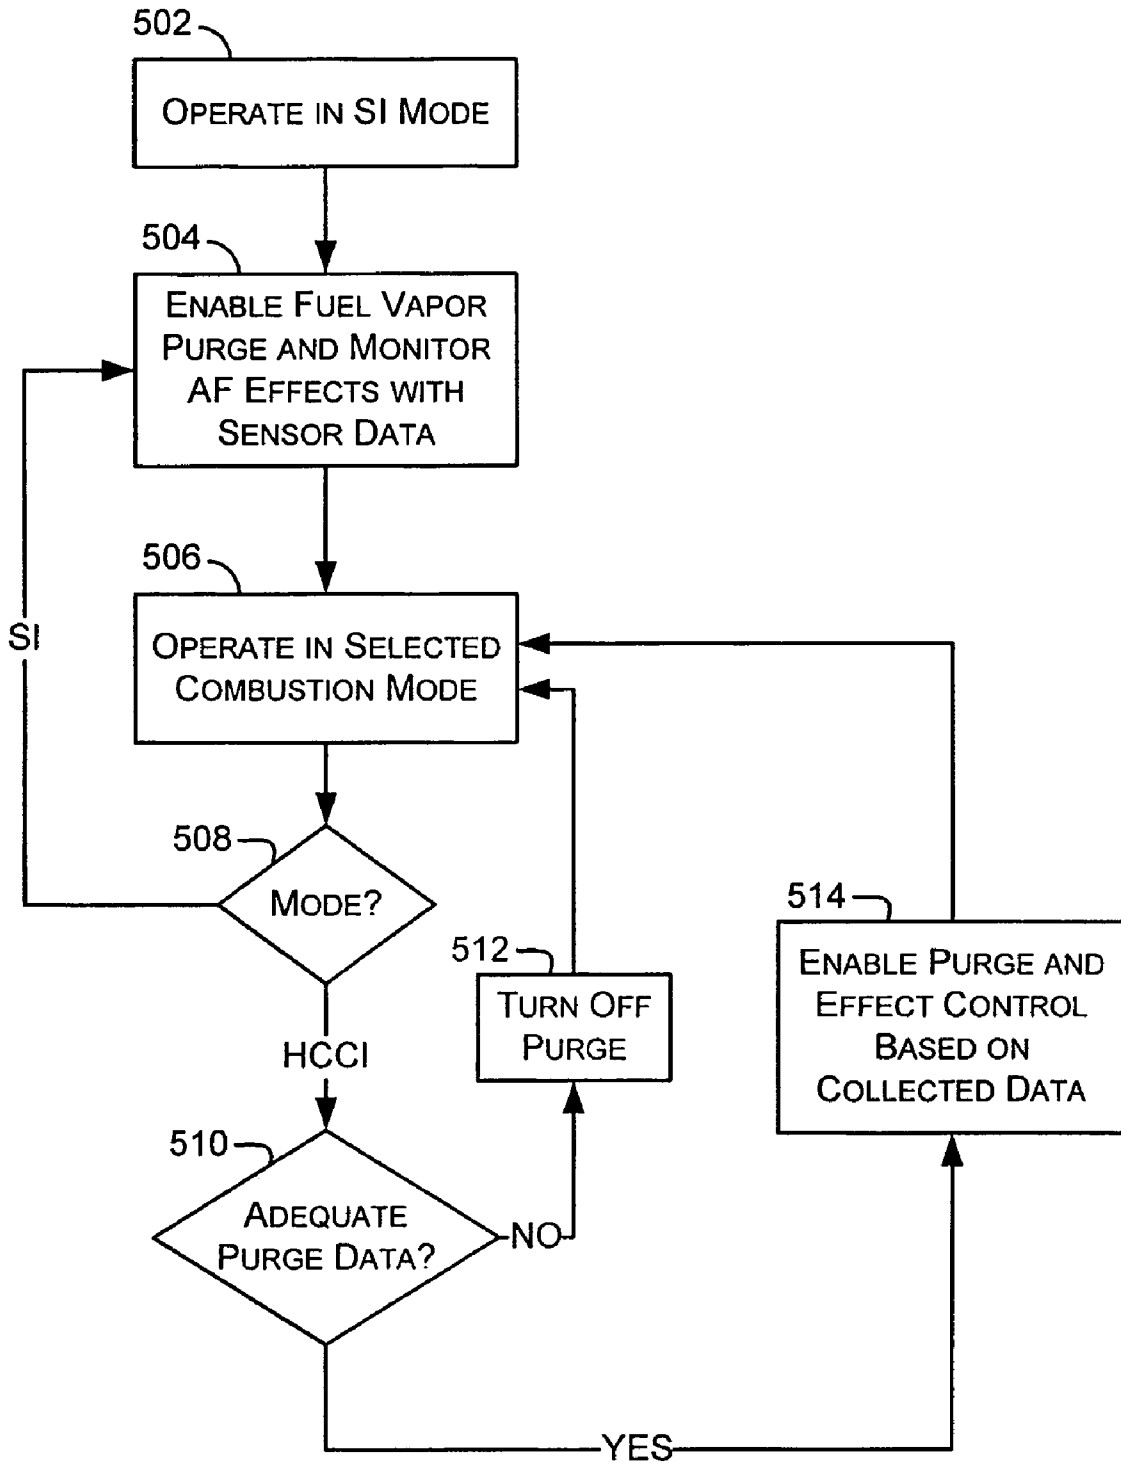 502
OPERATE IN SI MODE
504
ENABLE FUEL VAPOR
PURGE AND MONITOR
AF EFFECTS WITH
SENSOR DATA
506
OPERATE IN SELECTED
COMBUSTION MODE
SI
508
MODE?
HCCI
510
ADEQUATE
PURGE DATA?
NO
512
TURN OFF
PURGE
514
ENABLE PURGE AND
EFFECT CONTROL
BASED ON
COLLECTED DATA
YES